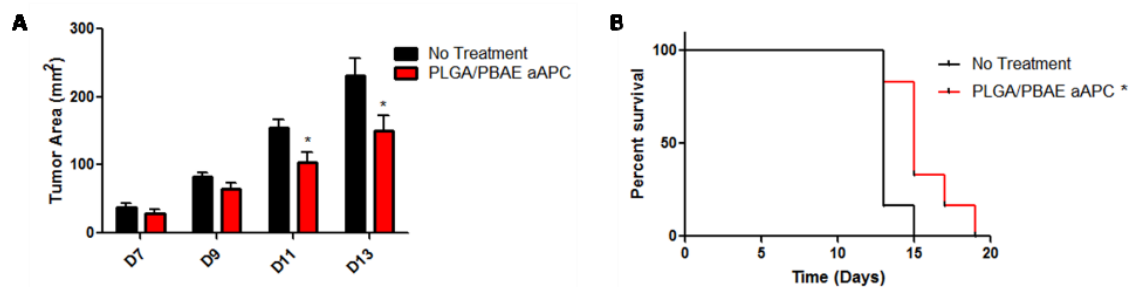 A
Tumor Area (mm2)
300
200
100
0
D7
D9
D11
D13
No Treatment
PLGA/PBAE aAPC
*
*
B
Percent survival
100
50
0
0
5
10
15
20
Time (Days)
No Treatment
PLGA/PBAE aAPC *